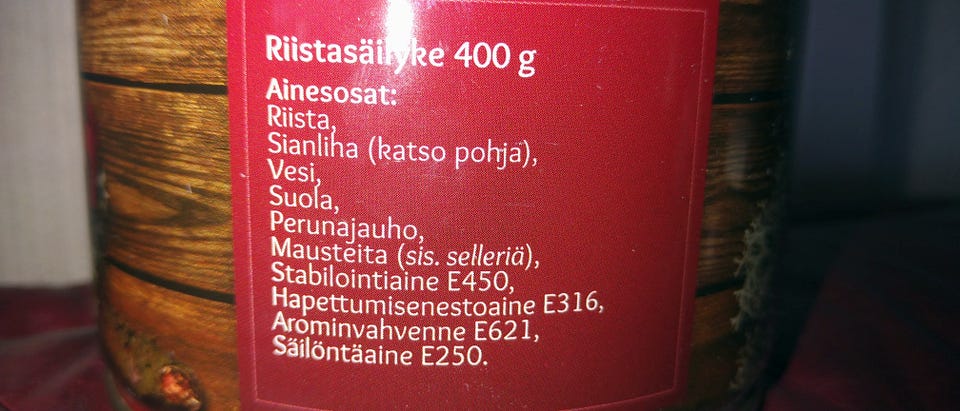 Riistasäilyke 400 g
Ainesosat:
Riista,
Sianliha (katso pohja),
Vesi,
Suola,
Perunajauho,
Mausteita (sis. selleriä),
Stabilointiaine E450,
Hapettumisenestoaine E316,
Arominvahvenne E621,
Säilöntäaine E250.